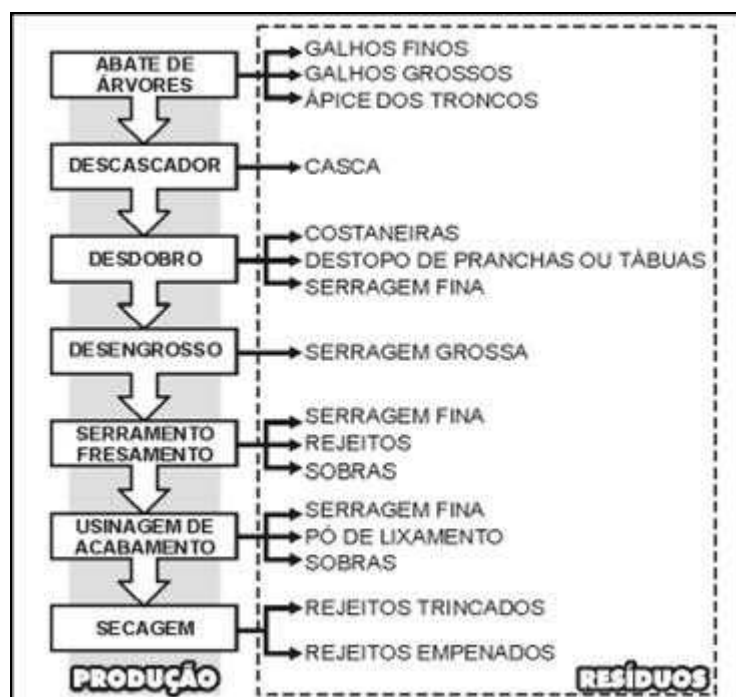 ABATE DE
ÁRVORES
GALHOS FINOS
GALHOS GROSSOS
ÁPICE DOS TRONCOS
DESCASCADOR
CASCA
DESDOBRO
COSTANEIRAS
DESTOPO DE PRANCHAS OU TÁBUAS
SERRAGEM FINA
DESENGROSSO
SERRAGEM GROSSA
SERRAMENTO
FRESAMENTO
SERRAGEM FINA
REJEITOS
SOBRAS
USINAGEM DE
ACABAMENTO
SERRAGEM FINA
PÓ DE LIXAMENTO
SOBRAS
SECAGEM
REJEITOS TRINCADOS
REJEITOS EMPENADOS
PRODUÇÃO
RESÍDUOS